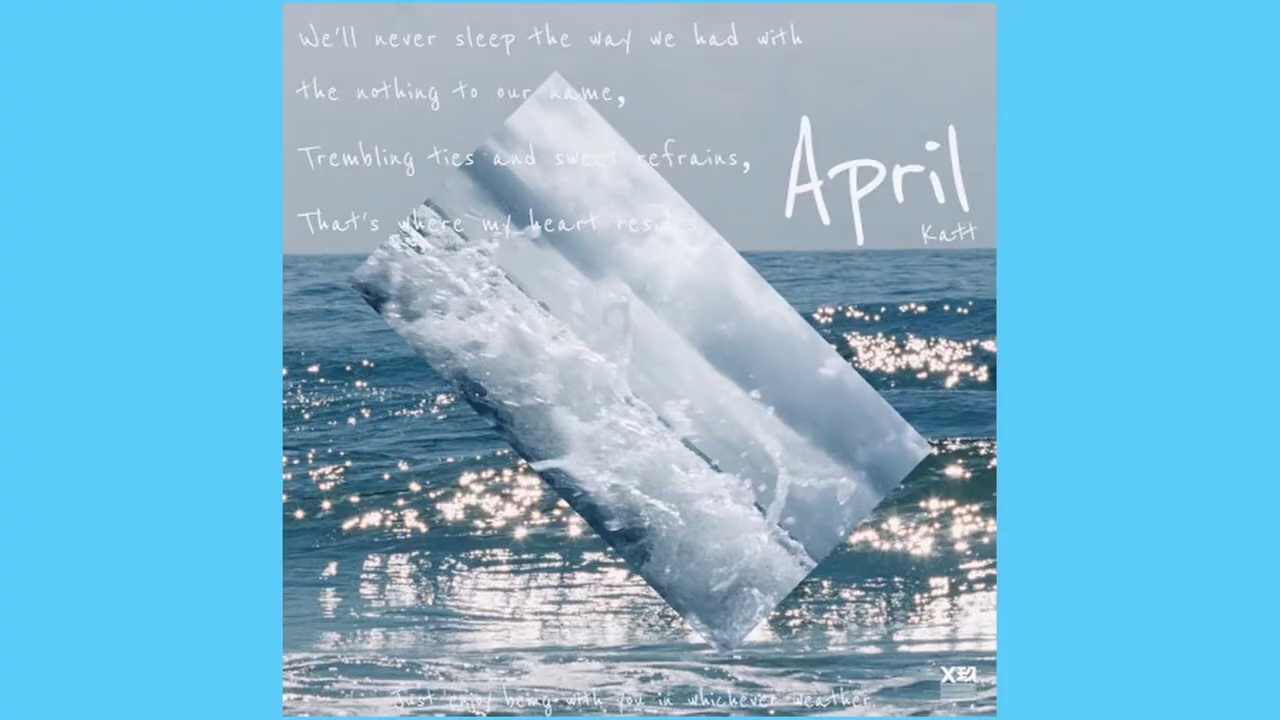 We'll never sleep the way we had with
the nothing to our name,
Trembling ties and sweet refrains,
That's where my heart resides
April
Katt
Just enjoy being with you in whichever weather.